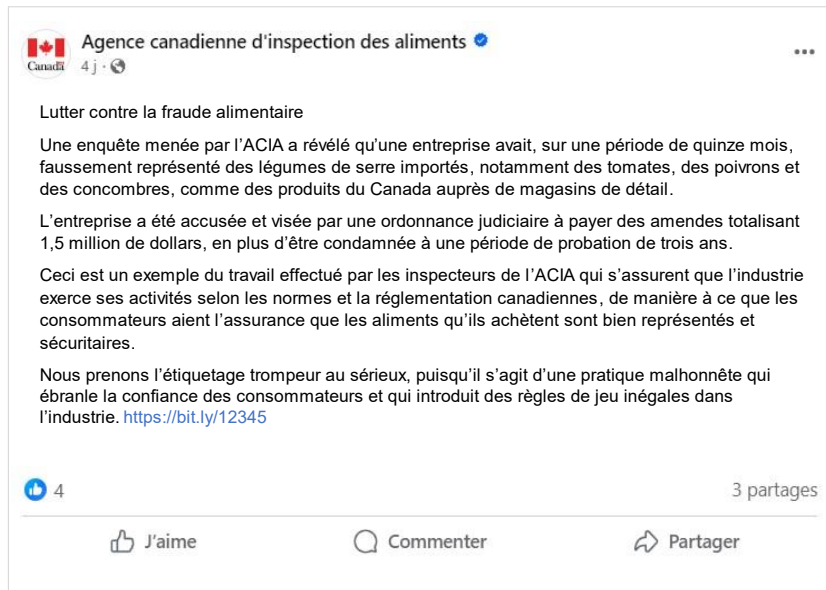 Agence canadienne d'inspection des aliments
Canada
4 j ·
Lutter contre la fraude alimentaire
Une enquête menée par l’ACIA a révélé qu’une entreprise avait, sur une période de quinze mois,
faussement représenté des légumes de serre importés, notamment des tomates, des poivrons et
des concombres, comme des produits du Canada auprès de magasins de détail.
L’entreprise a été accusée et visée par une ordonnance judiciaire à payer des amendes totalisant
1,5 million de dollars, en plus d’être condamnée à une période de probation de trois ans.
Ceci est un exemple du travail effectué par les inspecteurs de l’ACIA qui s’assurent que l’industrie
exerce ses activités selon les normes et la réglementation canadiennes, de manière à ce que les
consommateurs aient l’assurance que les aliments qu’ils achètent sont bien représentés et
sécuritaires.
Nous prenons l’étiquetage trompeur au sérieux, puisqu’il s’agit d’une pratique malhonnête qui
ébranle la confiance des consommateurs et qui introduit des règles de jeu inégales dans
l’industrie. https://bit.ly/12345
4
3 partages
J'aime
Commenter
Partager